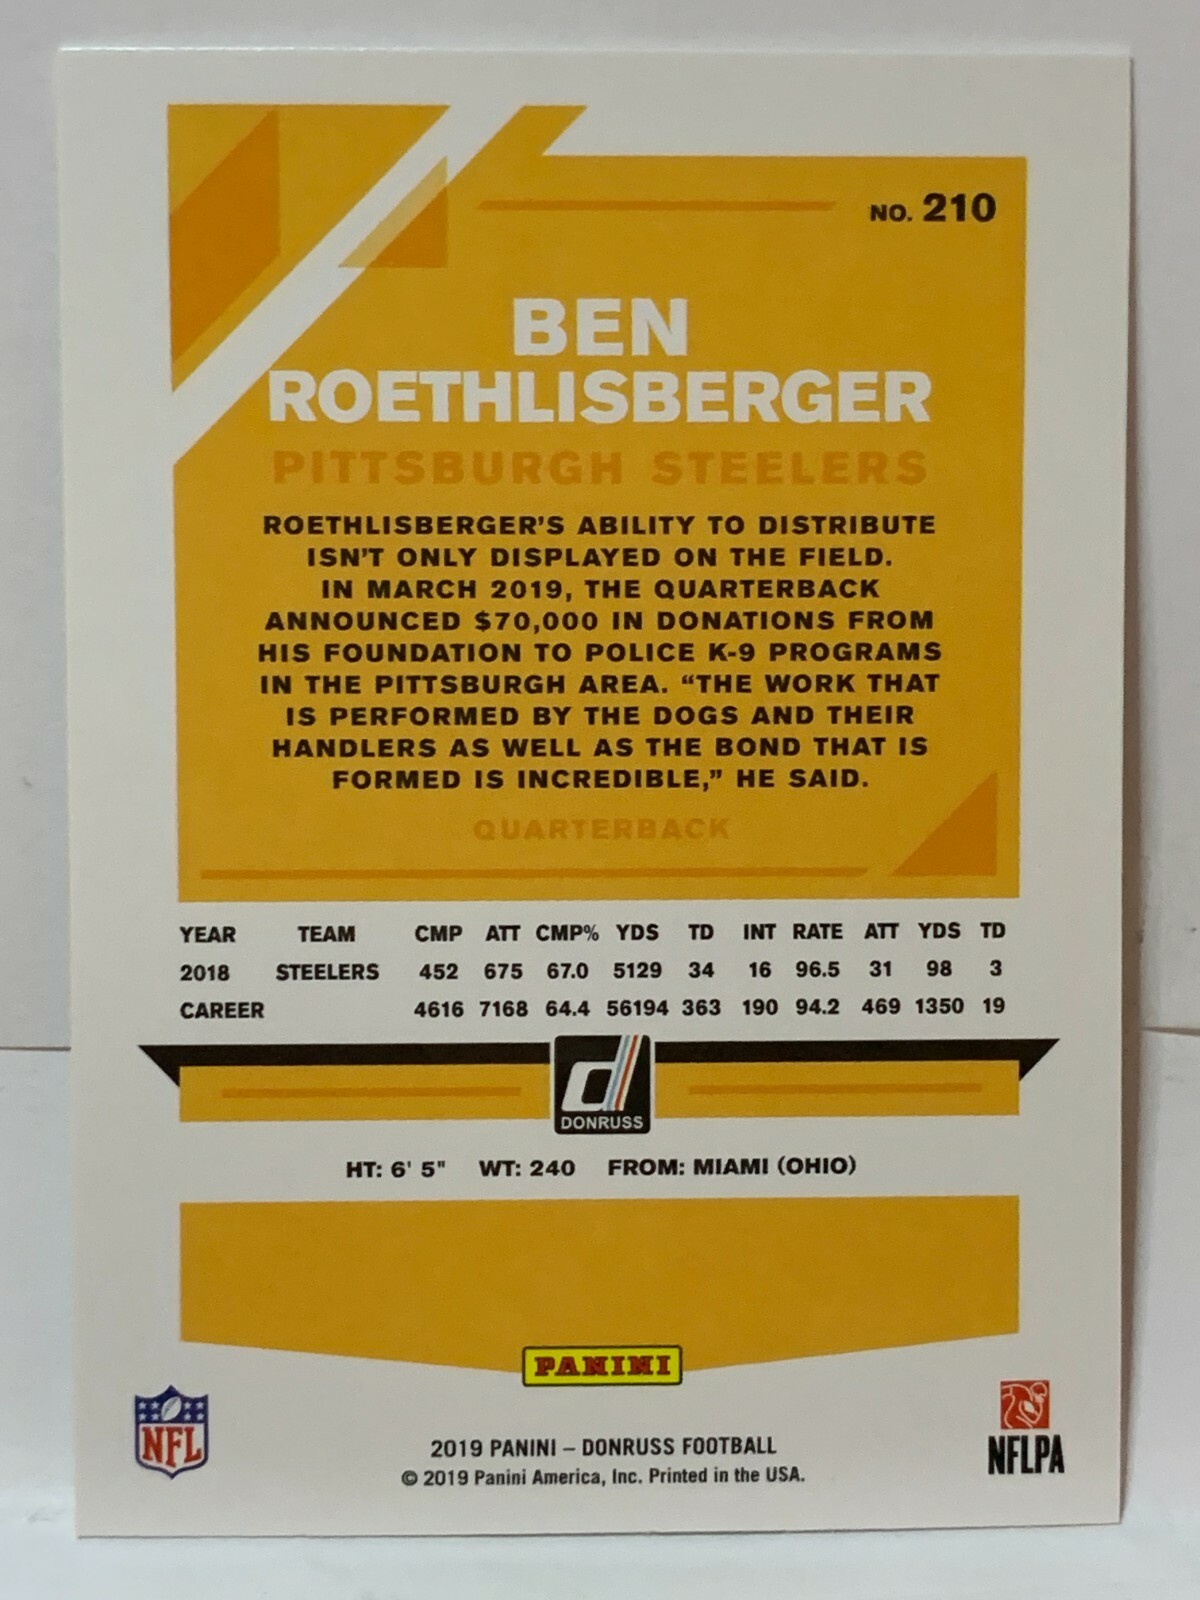 NO. 210
BEN
ROETHLISBERGER
PITTSBURGH STEELERS
ROETHLISBERGER'S ABILITY TO DISTRIBUTE
ISN'T ONLY DISPLAYED ON THE FIELD.
IN MARCH 2019, THE QUARTERBACK
ANNOUNCED $70,000 IN DONATIONS FROM
HIS FOUNDATION TO POLICE K-9 PROGRAMS
IN THE PITTSBURGH AREA. “THE WORK THAT
IS PERFORMED BY THE DOGS AND THEIR
HANDLERS AS WELL AS THE BOND THAT IS
FORMED IS INCREDIBLE,” HE SAID.
QUARTERBACK
YEAR TEAM CMP ATT CMP% YDS TD INT RATE ATT YDS TD
2018 STEELERS 452 675 67.0 5129 34 16 96.5 31 98 3
CAREER 4616 7168 64.4 56194 363 190 94.2 469 1350 19
d
DONRUSS
HT: 6' 5" WT: 240 FROM: MIAMI (OHIO)
PANINI
NFL
NFLPA
2019 PANINI – DONRUSS FOOTBALL
© 2019 Panini America, Inc. Printed in the USA.